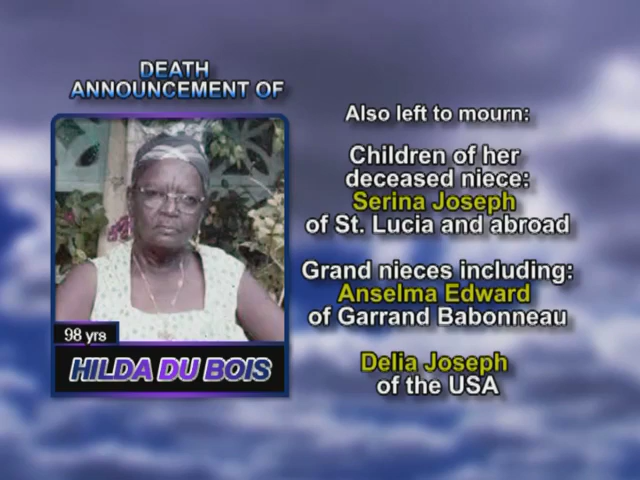 DEATH
ANNOUNCEMENT OF
98 yrs
HILDA DU BOIS
Also left to mourn:
Children of her
deceased niece:
Serina Joseph
of St. Lucia and abroad
Grand nieces including:
Anselma Edward
of Garrand Babonneau
Delia Joseph
of the USA